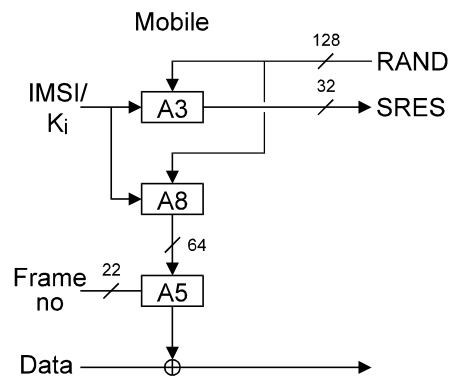 Mobile
128
RAND
IMSI/
Ki
A3
32
SRES
A8
64
Frame
no
22
A5
Data